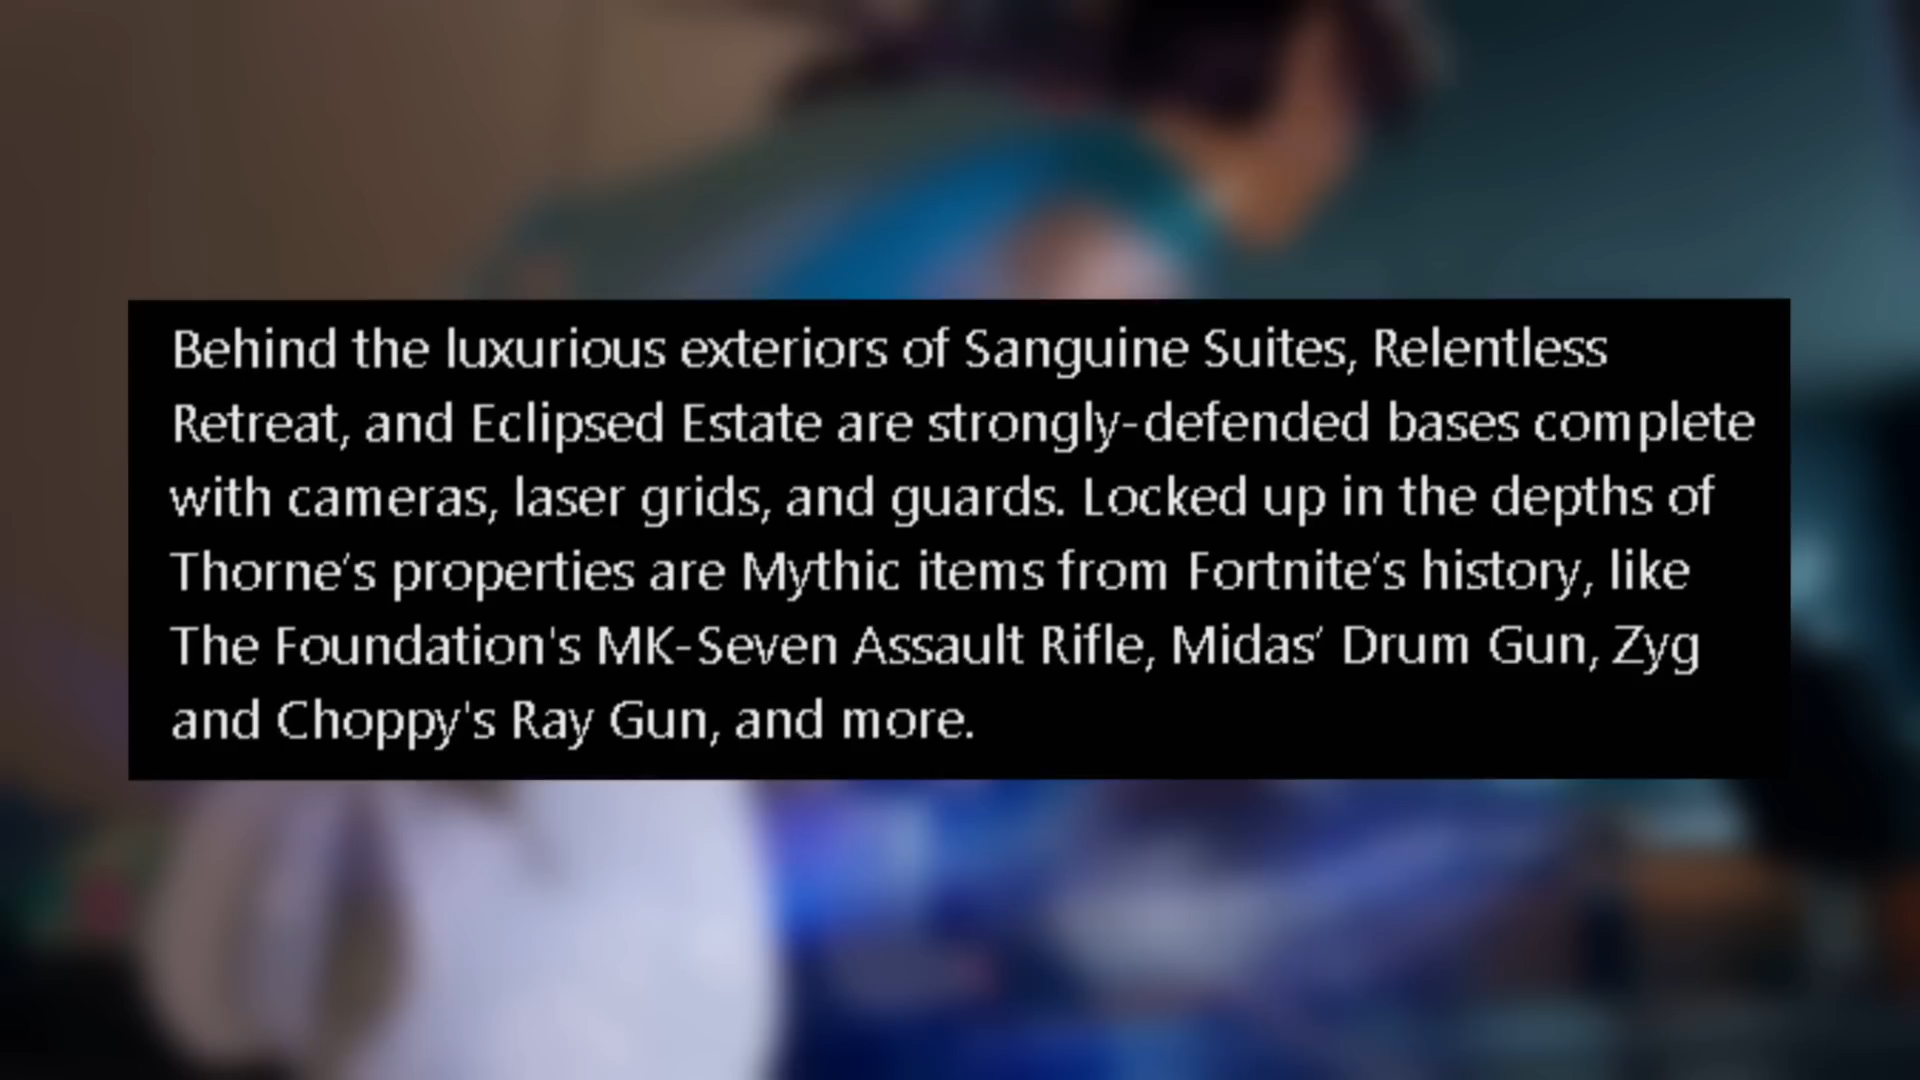 Behind the luxurious exteriors of Sanguine Suites, Relentless
Retreat, and Eclipsed Estate are strongly-defended bases complete
with cameras, laser grids, and guards. Locked up in the depths of
Thorne’s properties are Mythic items from Fortnite’s history, like
The Foundation's MK-Seven Assault Rifle, Midas’ Drum Gun, Zyg
and Choppy's Ray Gun, and more.